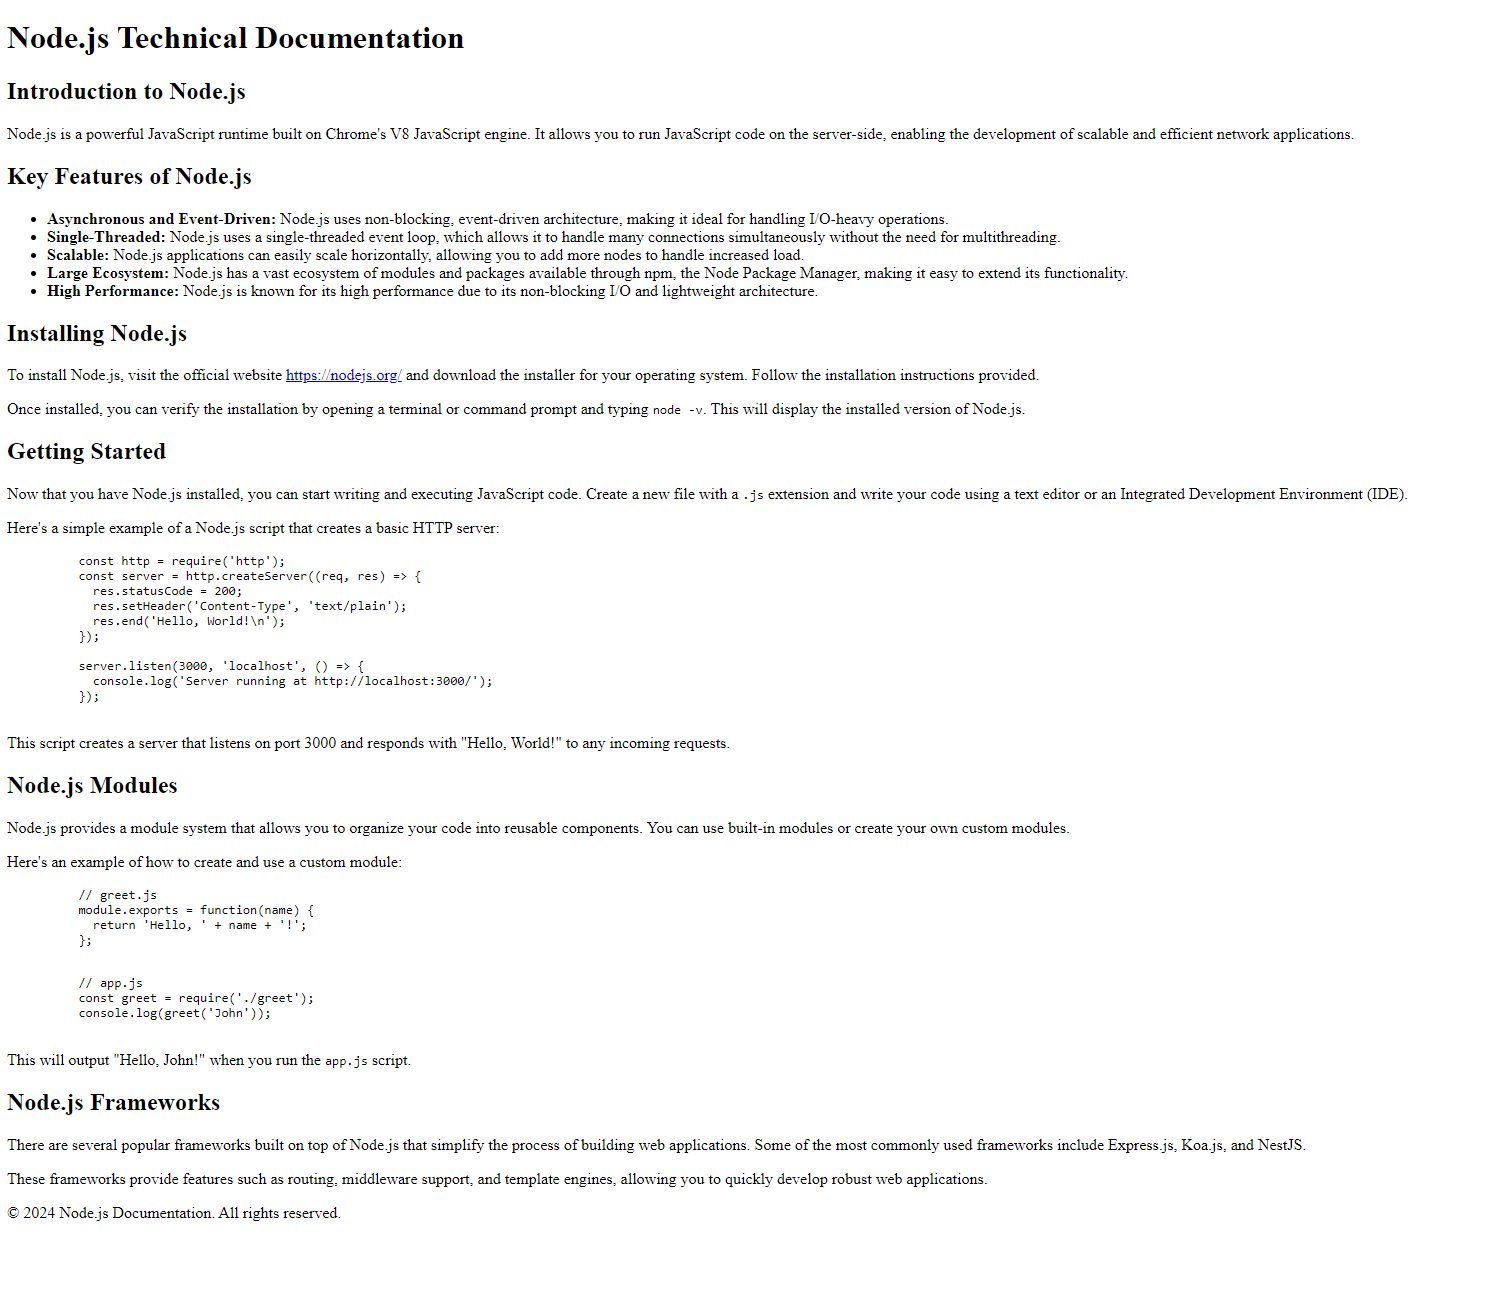 Node.js Technical Documentation
Introduction to Node.js
Node.js is a powerful JavaScript runtime built on Chrome's V8 JavaScript engine. It allows you to run JavaScript code on the server-side, enabling the development of scalable and efficient network applications.
Key Features of Node.js
• Asynchronous and Event-Driven: Node.js uses non-blocking, event-driven architecture, making it ideal for handling I/O-heavy operations.
• Single-Threaded: Node.js uses a single-threaded event loop, which allows it to handle many connections simultaneously without the need for multithreading.
• Scalable: Node.js applications can easily scale horizontally, allowing you to add more nodes to handle increased load.
• Large Ecosystem: Node.js has a vast ecosystem of modules and packages available through npm, the Node Package Manager, making it easy to extend its functionality.
• High Performance: Node.js is known for its high performance due to its non-blocking I/O and lightweight architecture.
Installing Node.js
To install Node.js, visit the official website https://nodejs.org/ and download the installer for your operating system. Follow the installation instructions provided.
Once installed, you can verify the installation by opening a terminal or command prompt and typing node -v. This will display the installed version of Node.js.
Getting Started
Now that you have Node.js installed, you can start writing and executing JavaScript code. Create a new file with a .js extension and write your code using a text editor or an Integrated Development Environment (IDE).
Here's a simple example of a Node.js script that creates a basic HTTP server:
const http = require('http');
const server = http.createServer((req, res) => {
  res.statusCode = 200;
  res.setHeader('Content-Type', 'text/plain');
  res.end('Hello, World!\n');
});
server.listen(3000, 'localhost', () => {
  console.log('Server running at http://localhost:3000/');
});
This script creates a server that listens on port 3000 and responds with "Hello, World!" to any incoming requests.
Node.js Modules
Node.js provides a module system that allows you to organize your code into reusable components. You can use built-in modules or create your own custom modules.
Here's an example of how to create and use a custom module:
// greet.js
module.exports = function(name) {
  return 'Hello, ' + name + '!';
};
// app.js
const greet = require('./greet');
console.log(greet('John'));
This will output "Hello, John!" when you run the app.js script.
Node.js Frameworks
There are several popular frameworks built on top of Node.js that simplify the process of building web applications. Some of the most commonly used frameworks include Express.js, Koa.js, and NestJS.
These frameworks provide features such as routing, middleware support, and template engines, allowing you to quickly develop robust web applications.
© 2024 Node.js Documentation. All rights reserved.